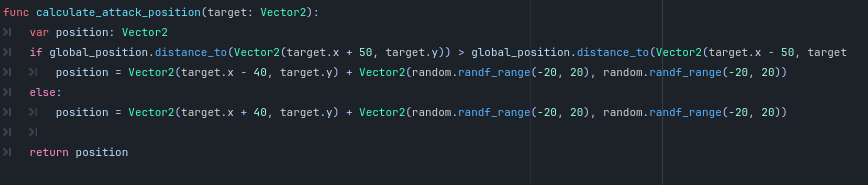 func calculate_attack_position(target: Vector2):
var position: Vector2
if global_position.distance_to(Vector2(target.x + 50, target.y)) > global_position.distance_to(Vector2(target.x - 50, target
position = Vector2(target.x - 40, target.y) + Vector2(random.randf_range(-20, 20), random.randf_range(-20, 20))
else:
position = Vector2(target.x + 40, target.y) + Vector2(random.randf_range(-20, 20), random.randf_range(-20, 20))
return position